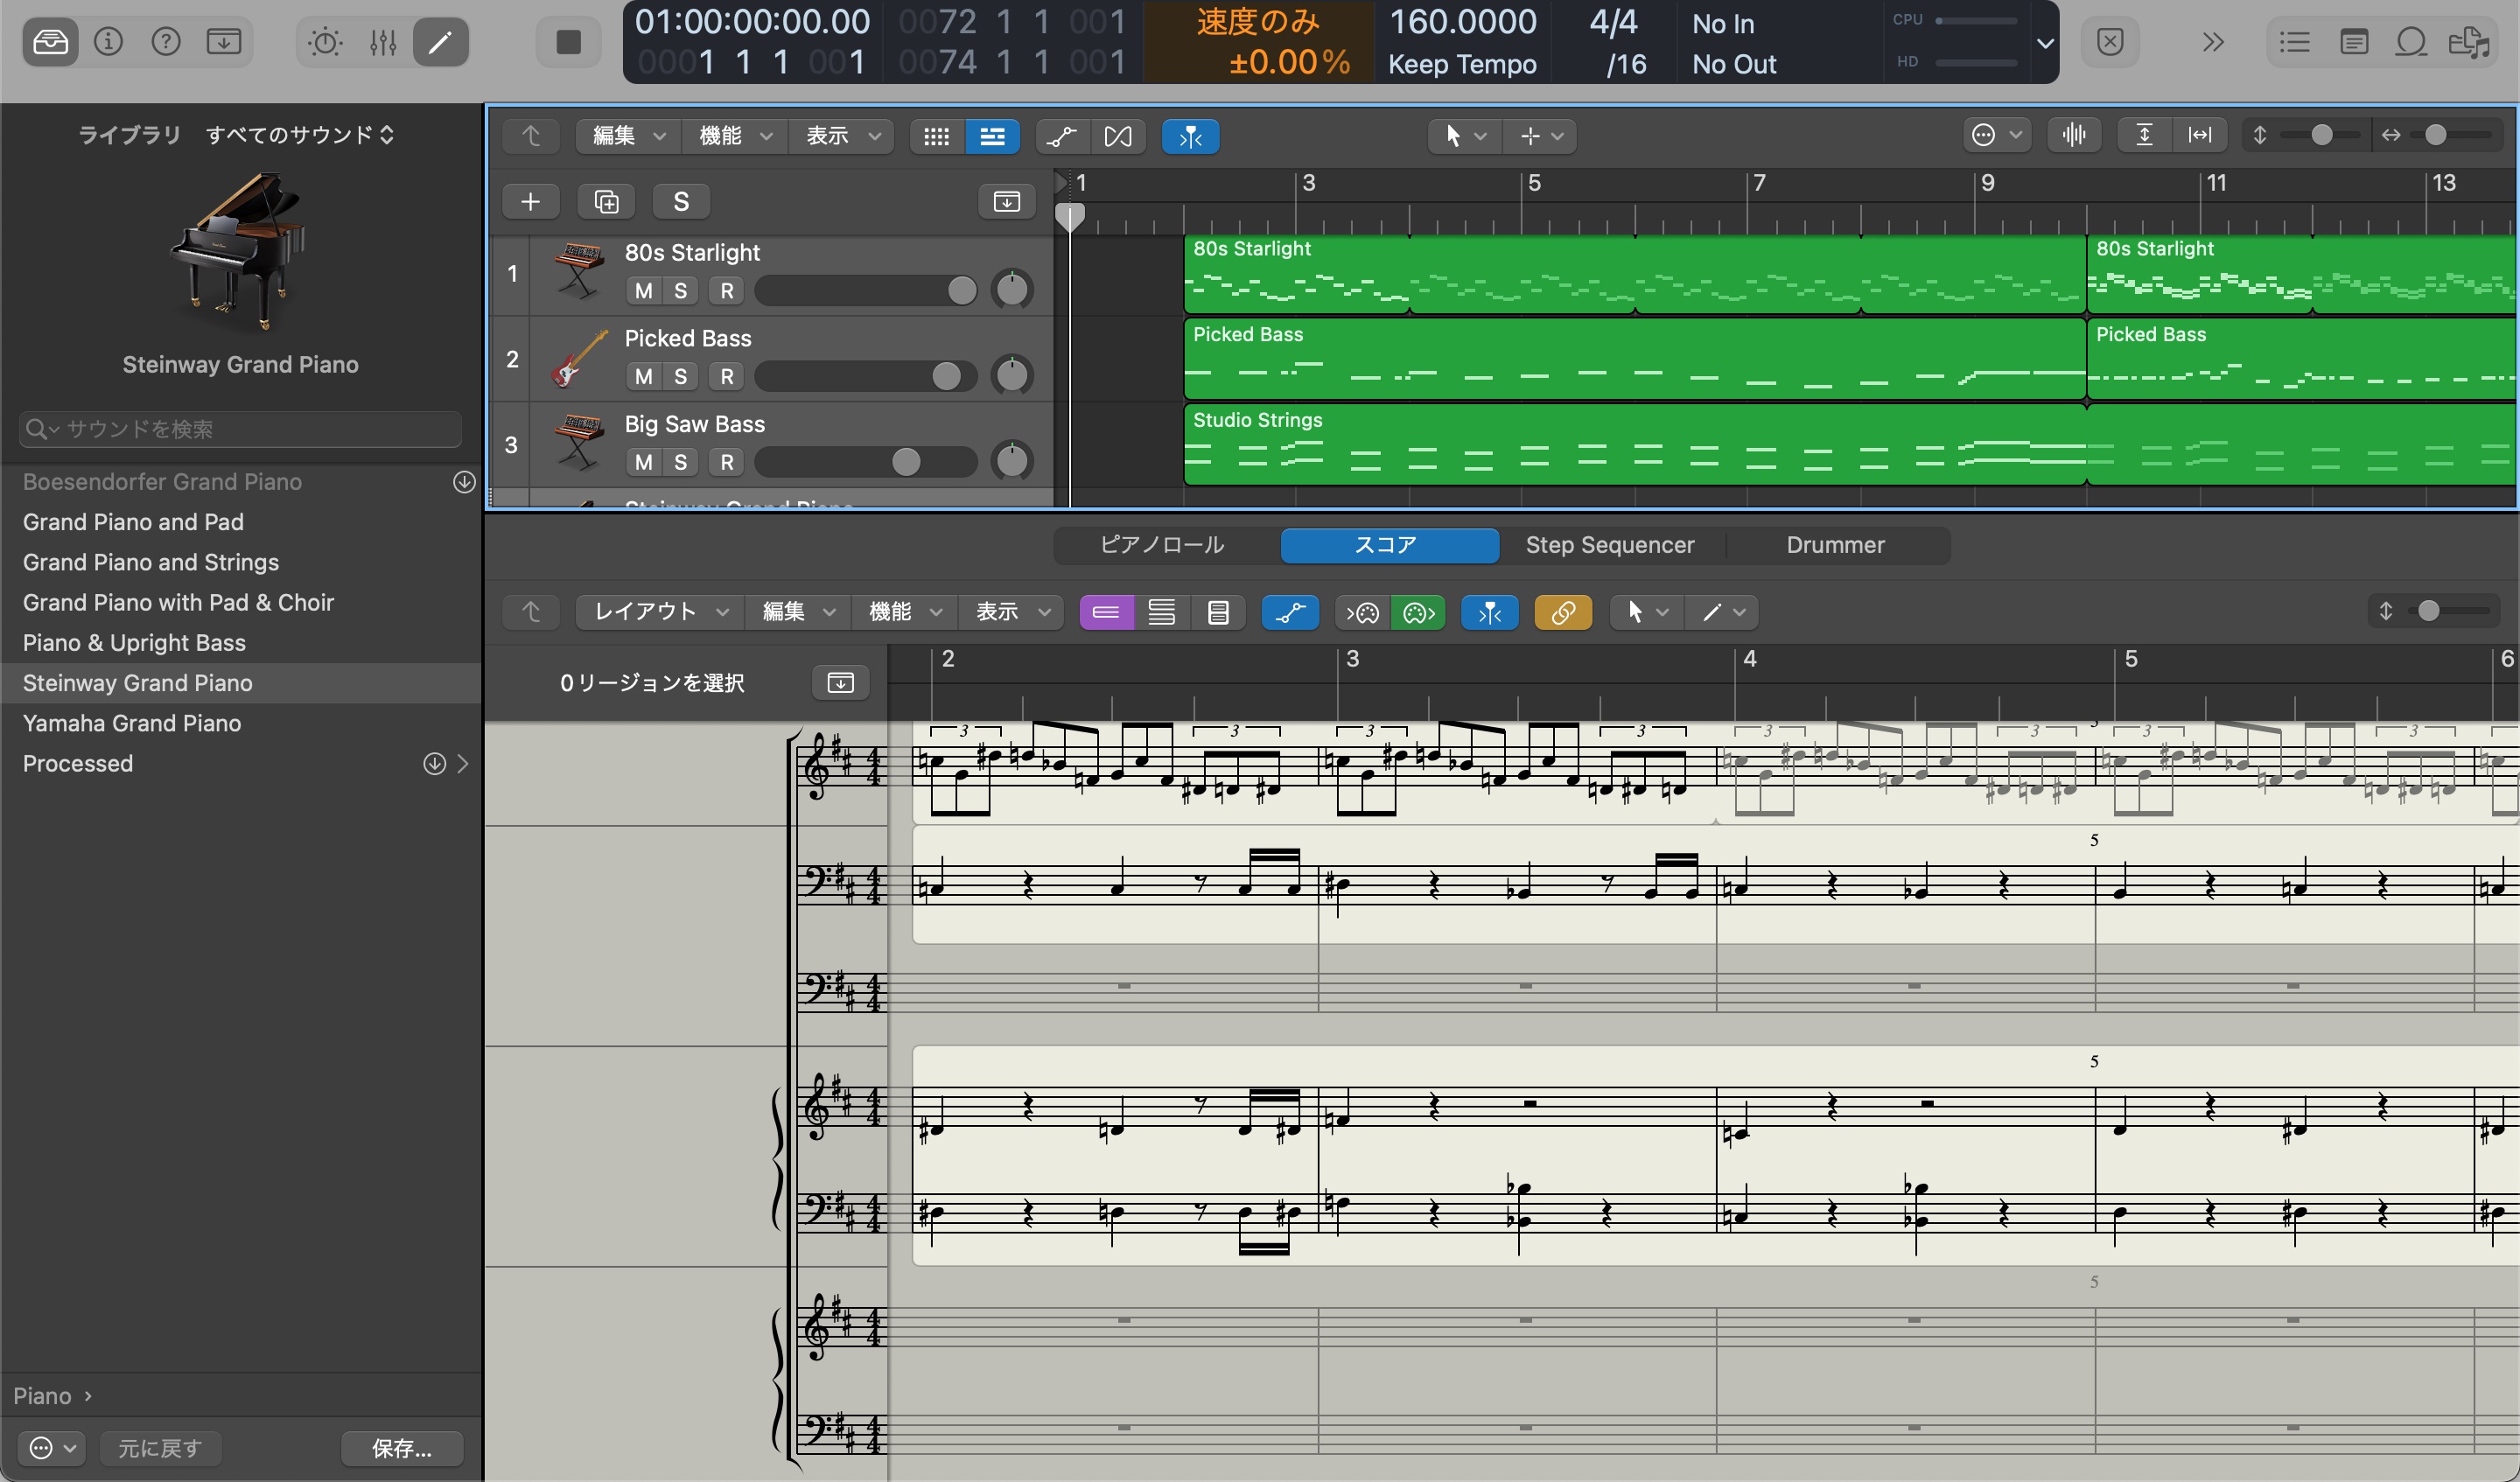 01:00:00:00:00.00
0001 1 1 001
0072 1 1 001
0074 1 1 001
速度のみ
±0.00%
160.0000
Keep Tempo
4/4
/16
No In
No Out
CPU
HD
ライブラリ すべてのサウンド
Steinway Grand Piano
サウンドを検索
Boesendorfer Grand Piano
Grand Piano and Pad
Grand Piano and Strings
Grand Piano with Pad & Choir
Piano & Upright Bass
Steinway Grand Piano
Yamaha Grand Piano
Processed
Piano
元に戻す
保存...
編集 機能 表示
S
1 3 5 7 9 11 13
1 80s Starlight
M S R
2 Picked Bass
M S R
3 Big Saw Bass
M S R
Steinway Grand Piano
80s Starlight 80s Starlight
Picked Bass Picked Bass
Studio Strings
ピアノロール スコア Step Sequencer Drummer
レイアウト 編集 機能 表示
0リージョンを選択
2 3 4 5 6
3 3 3 3 3 3 3 3
5
5
5